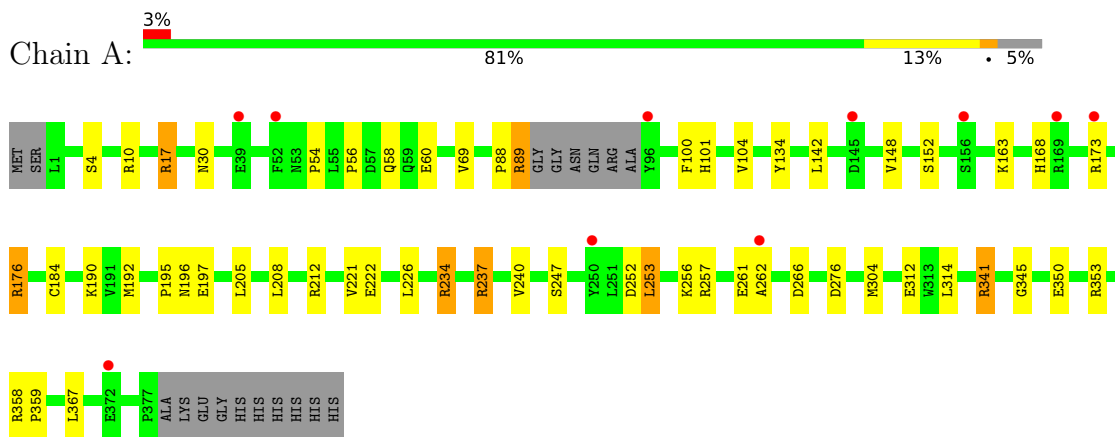 3%
Chain A:
81% 13% • 5%
MET SER L1 S4 R10 R17 N30 E39 F52 N53 P54 L55 P56 D57 Q58 Q59 E60 V69 P88 R89 GLY GLY ASN GLN ARG ALA Y96 F100 H101 V104 Y134 L142 D145 V148 S152 S156 K163 H168 R169 R173
R176 C184 K190 V191 M192 P195 N196 E197 L205 L208 R212 V221 E222 L226 R234 R237 V240 S247 Y250 L251 D252 L253 K256 R257 E261 A262 D266 D276 M304 E312 W313 L314 R341 G345 E350 R353
R358 P359 L367 E372 P377 ALA LYS GLU GLY HIS HIS HIS HIS HIS HIS